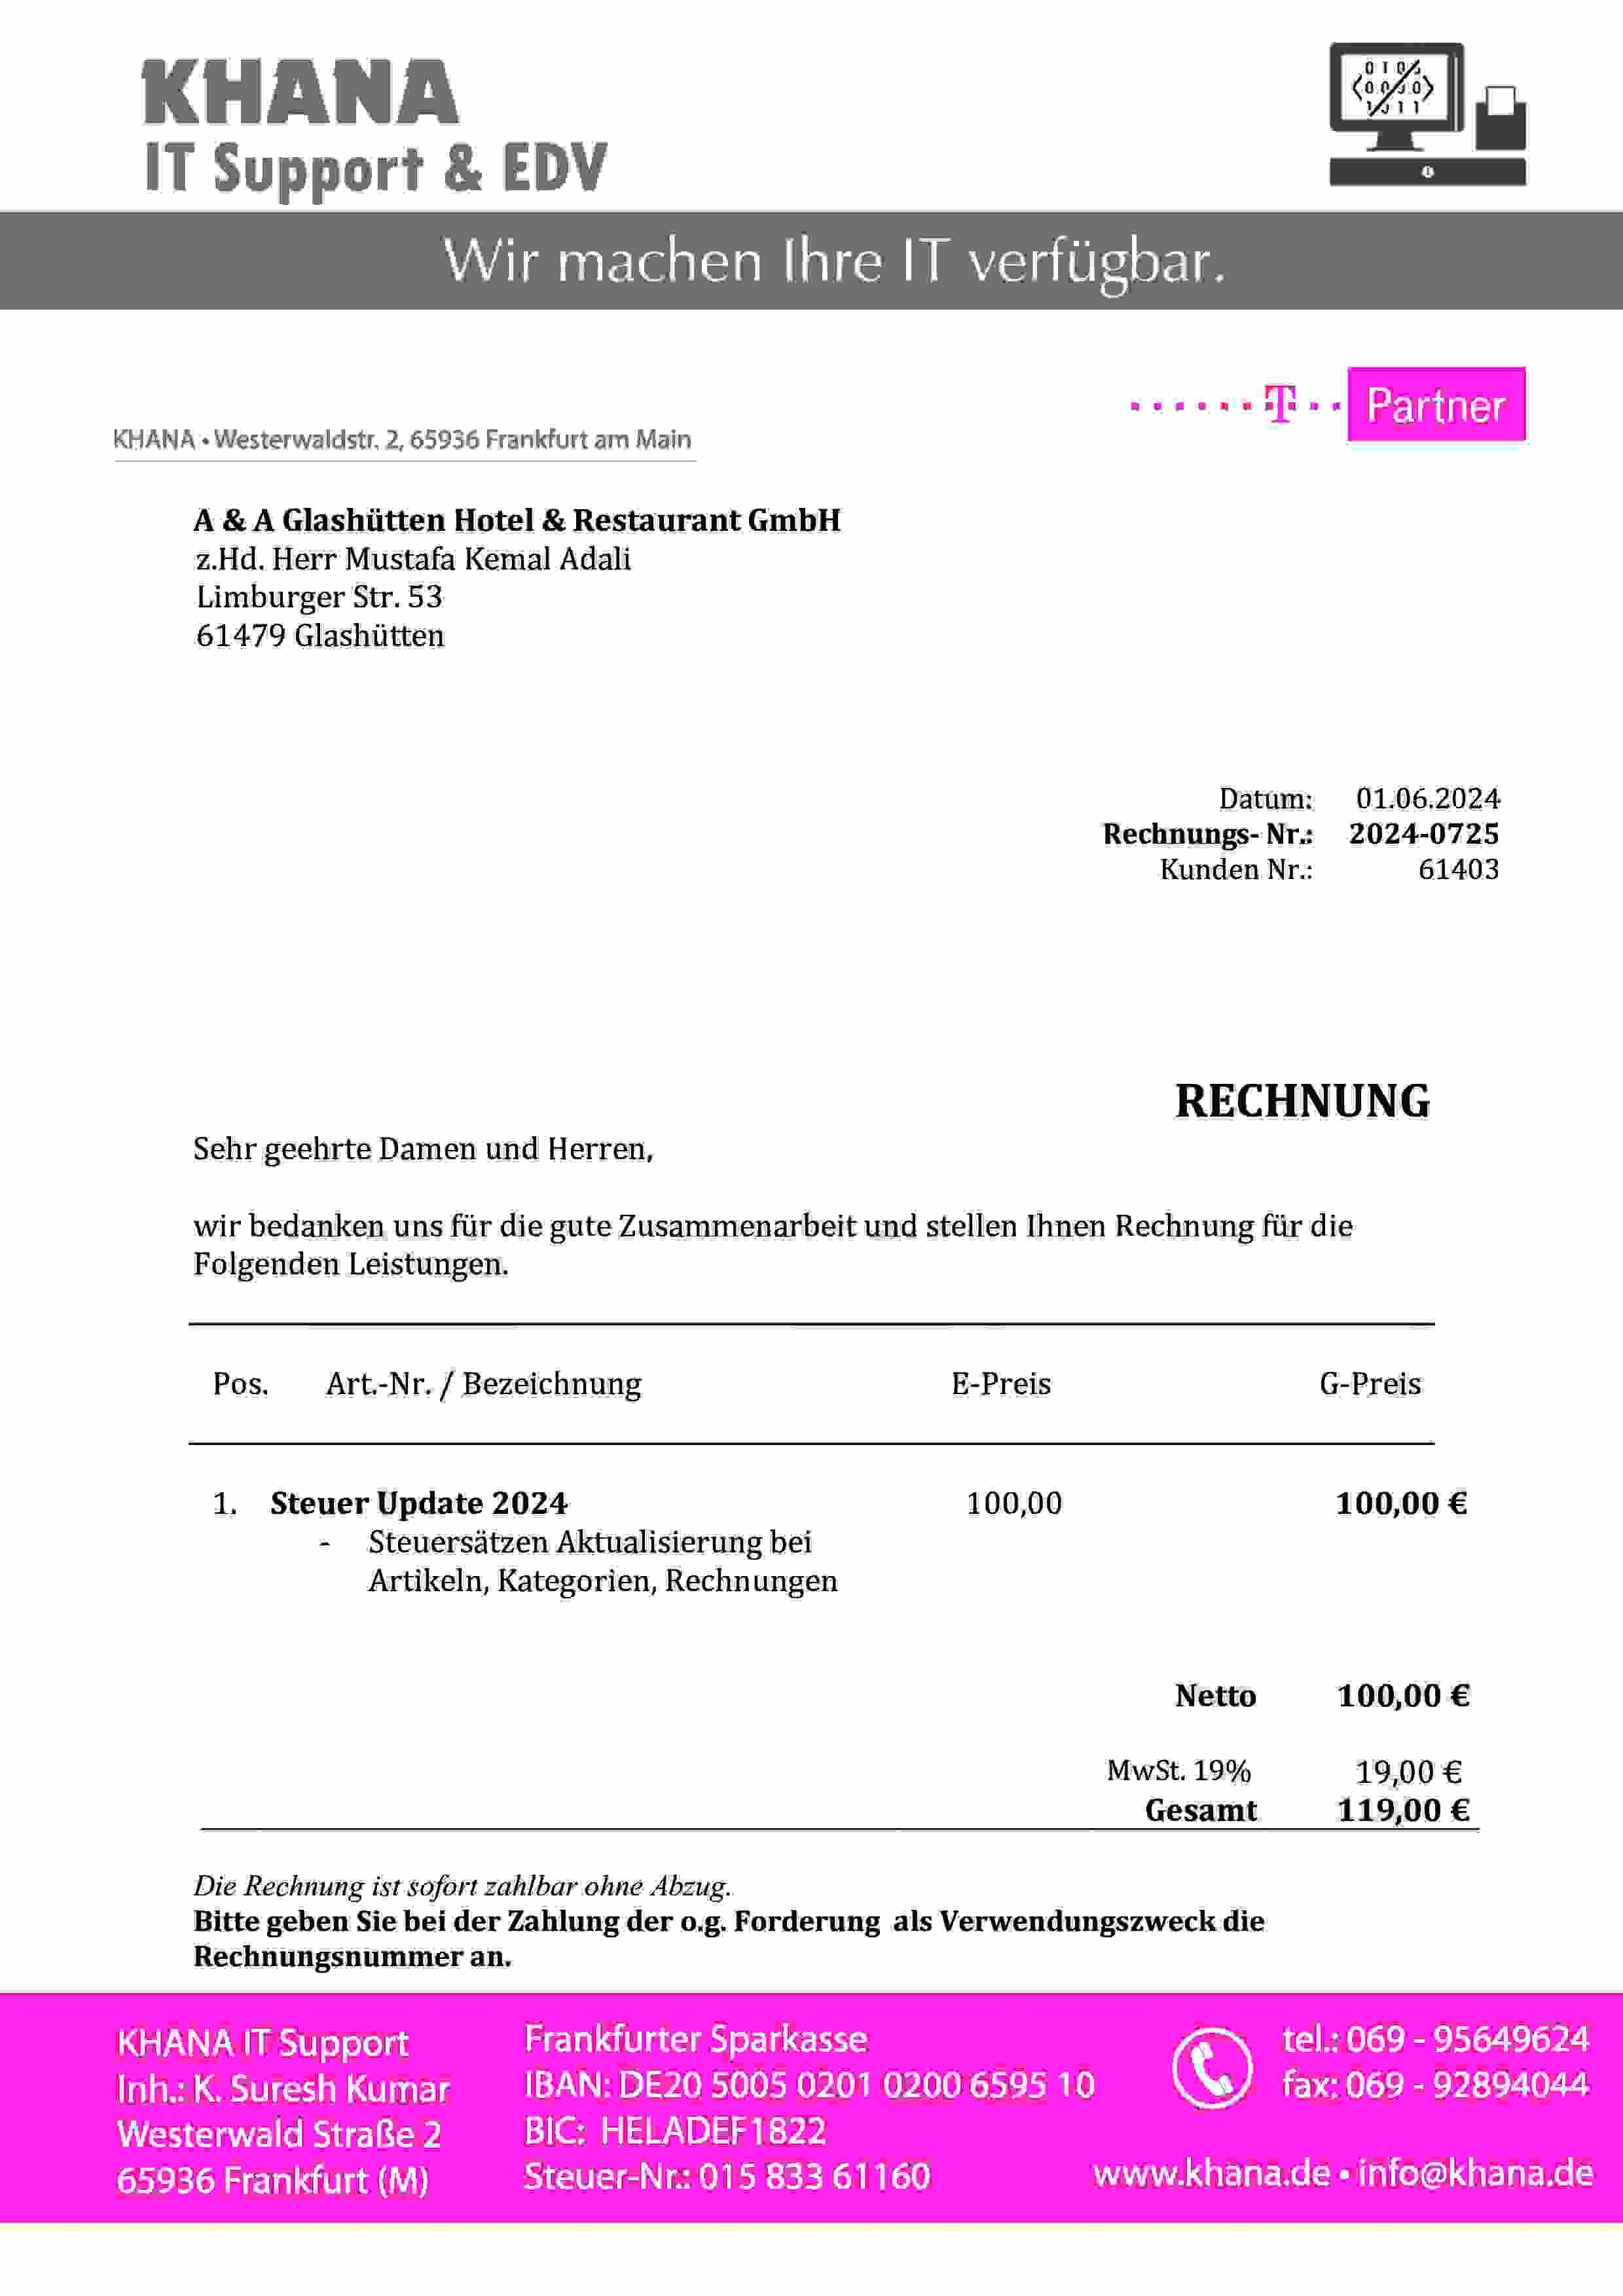 KHANA
IT Support & EDV
Wir machen Ihre IT verfügbar.
T Partner
KHANA • Westerwaldstr. 2, 65936 Frankfurt am Main
A & A Glashütten Hotel & Restaurant GmbH
z.Hd. Herr Mustafa Kemal Adali
Limburger Str. 53
61479 Glashütten
Datum: 01.06.2024
Rechnungs- Nr.: 2024-0725
Kunden Nr.: 61403
RECHNUNG
Sehr geehrte Damen und Herren,
wir bedanken uns für die gute Zusammenarbeit und stellen Ihnen Rechnung für die
Folgenden Leistungen.
Pos. Art.-Nr. / Bezeichnung E-Preis G-Preis
1. Steuer Update 2024 100,00 100,00 €
- Steuersätzen Aktualisierung bei
Artikeln, Kategorien, Rechnungen
Netto 100,00 €
MwSt. 19% 19,00 €
Gesamt 119,00 €
Die Rechnung ist sofort zahlbar ohne Abzug.
Bitte geben Sie bei der Zahlung der o.g. Forderung als Verwendungszweck die
Rechnungsnummer an.
KHANA IT Support
Inh.: K. Suresh Kumar
Westerwald Straße 2
65936 Frankfurt (M)
Frankfurter Sparkasse
IBAN: DE20 5005 0201 0200 6595 10
BIC: HELADEF1822
Steuer-Nr.: 015 833 61160
tel.: 069 - 95649624
fax: 069 - 92894044
www.khana.de • info@khana.de